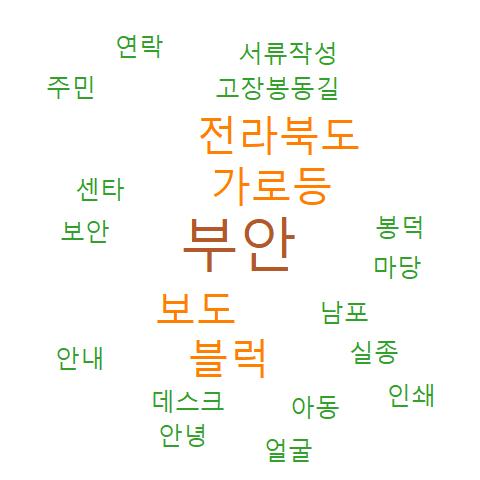 연락
서류작성
주민
고장봉동길
전라북도
가로등
센타
부안
보안
봉덕
마당
보도
남포
블럭
안내
실종
데스크
아동
인쇄
안녕
얼굴